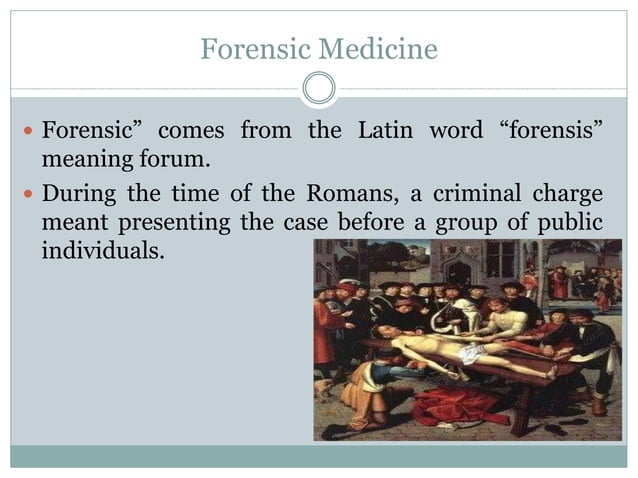 Forensic Medicine
Forensic” comes from the Latin word “forensis”
meaning forum.
During the time of the Romans, a criminal charge
meant presenting the case before a group of public
individuals.